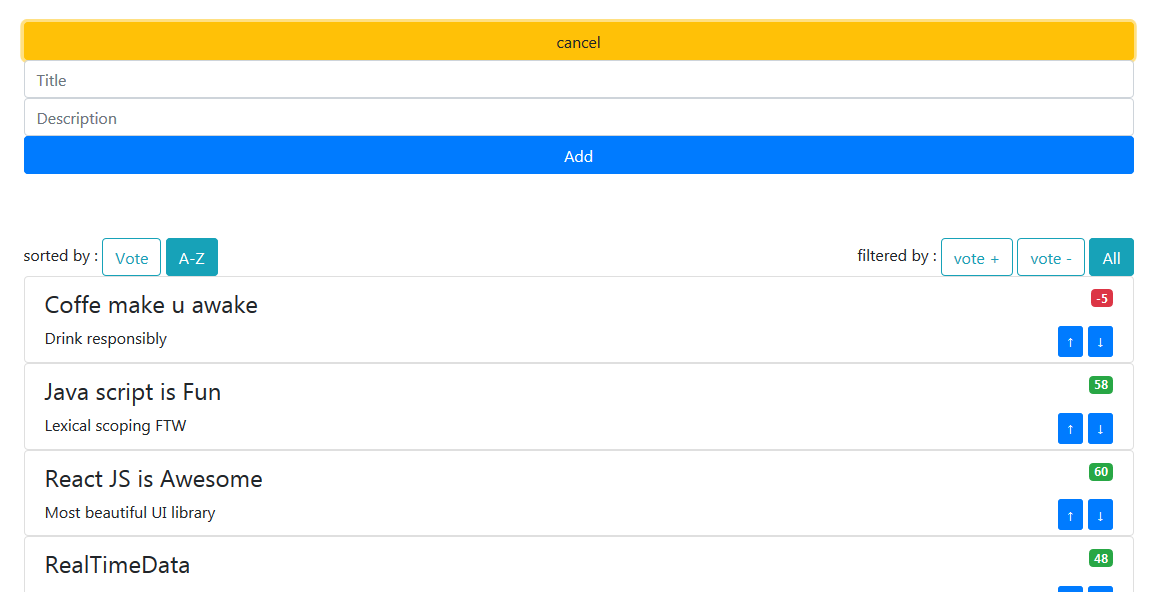 cancel
Title
Description
Add
sorted by : Vote A-Z filtered by : vote + vote - All
Coffe make u awake -5
Drink responsibly ↑ ↓
Java script is Fun 58
Lexical scoping FTW ↑ ↓
React JS is Awesome 60
Most beautiful UI library ↑ ↓
RealTimeData 48